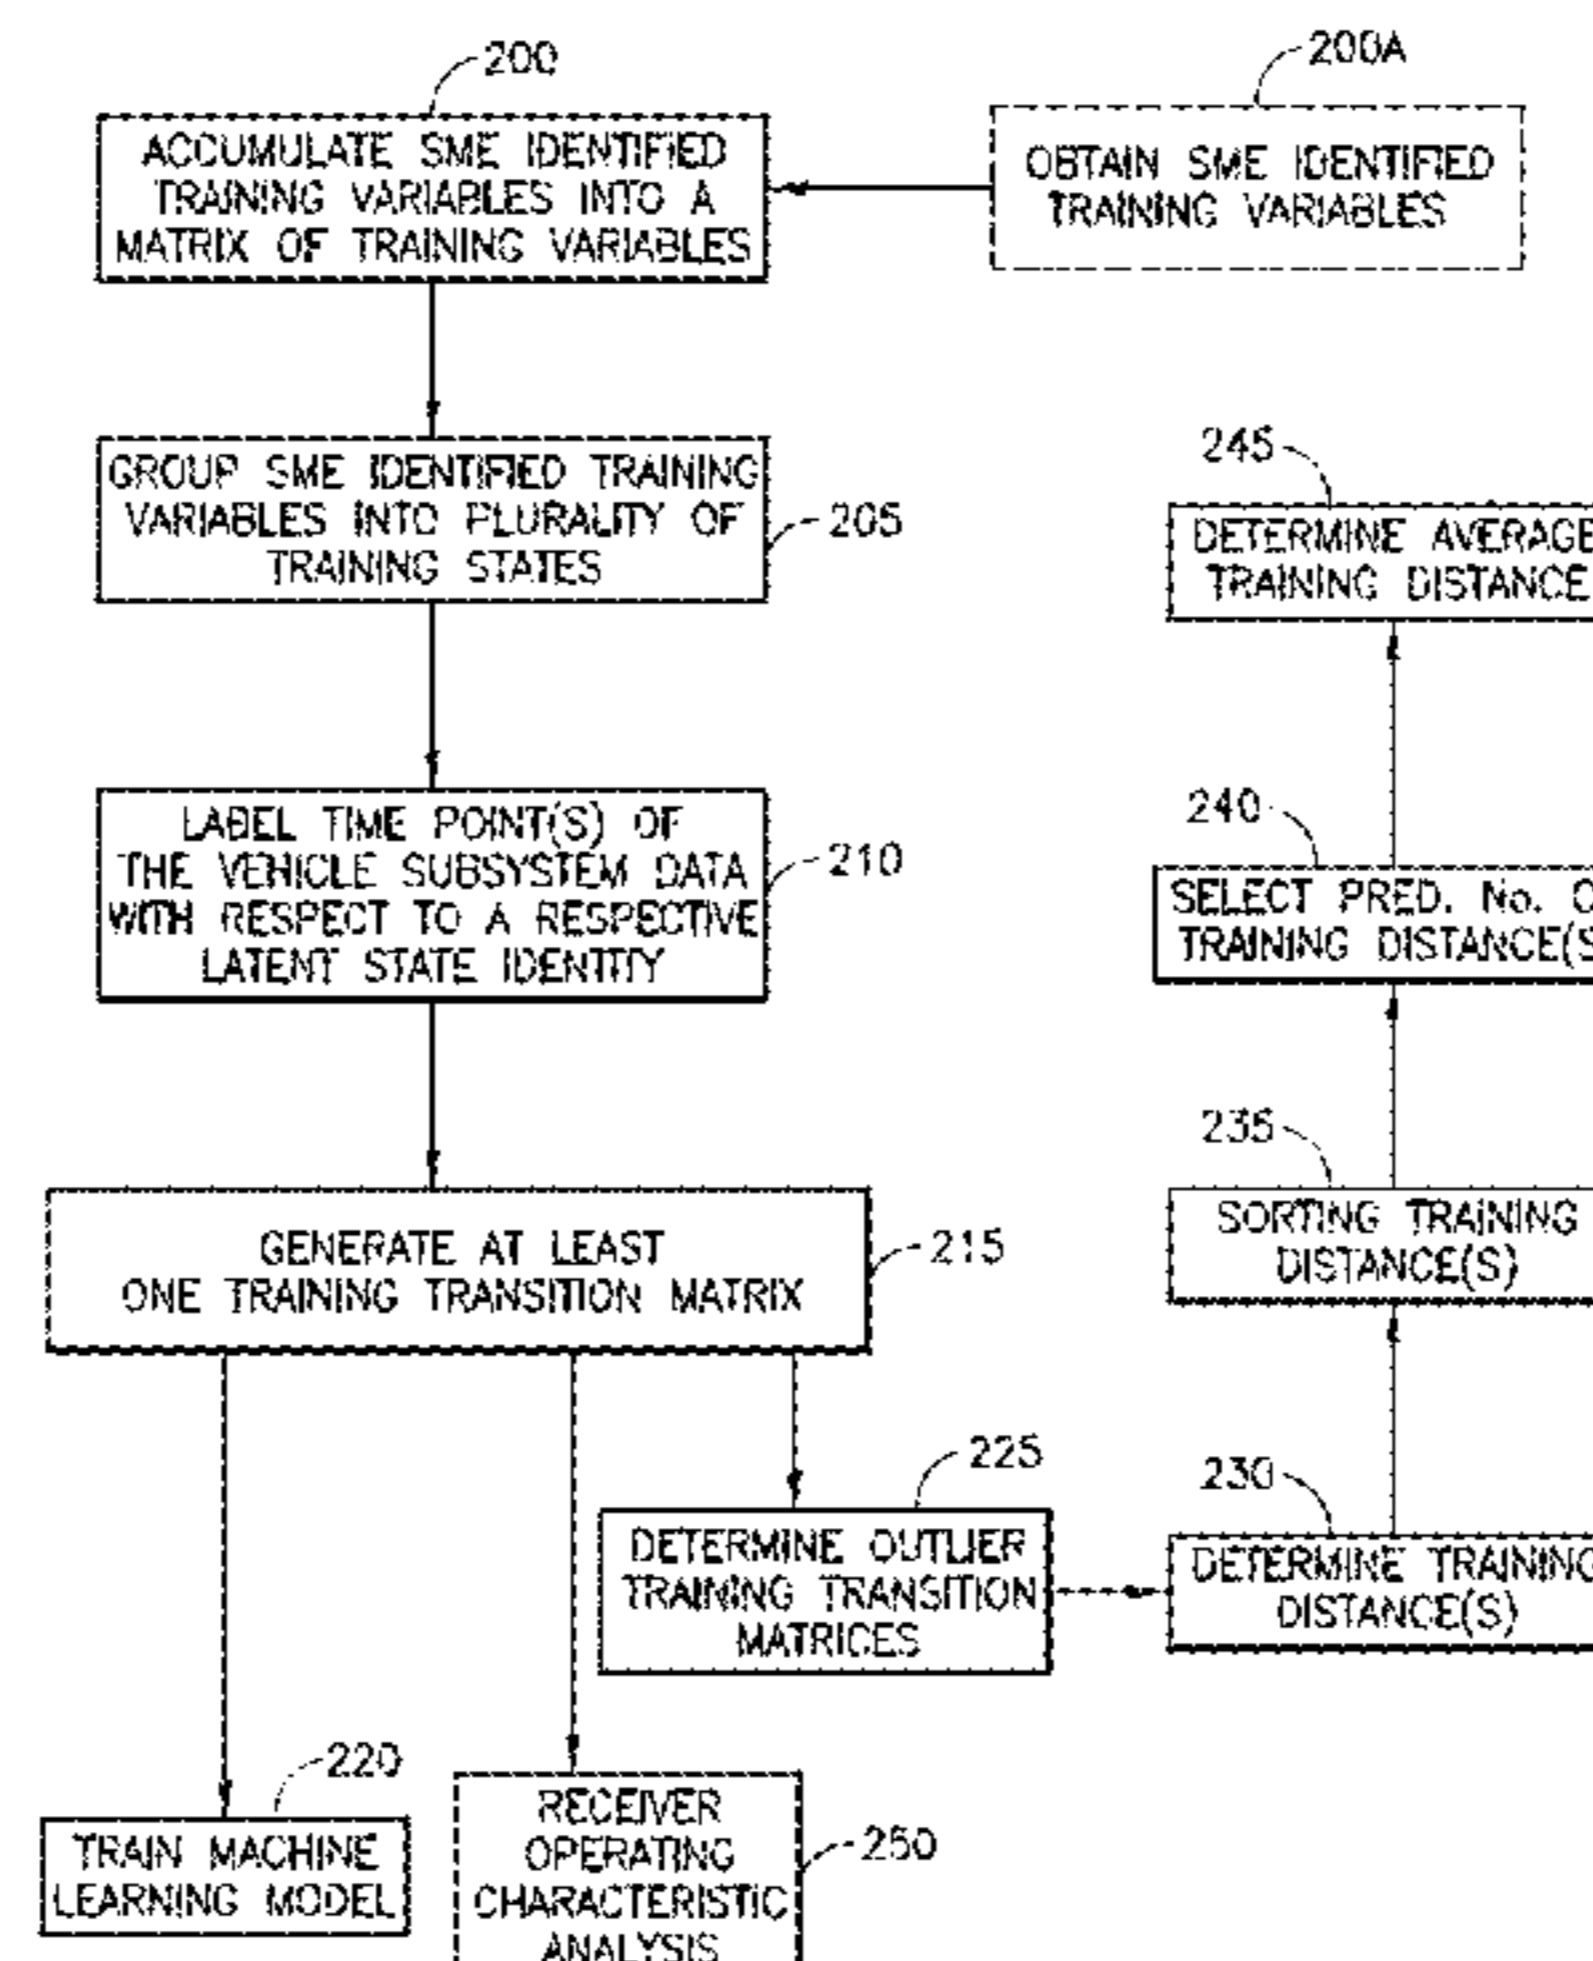 200
ACCUMULATE SME IDENTIFIED
TRAINING VARIABLES INTO A
MATRIX OF TRAINING VARIABLES
200A
OBTAIN SME IDENTIFIED
TRAINING VARIABLES
GROUP SME IDENTIFIED TRAINING
VARIABLES INTO PLURALITY OF
TRAINING STATES
205
LABEL TIME POINT(S) OF
THE VEHICLE SUBSYSTEM DATA
WITH RESPECT TO A RESPECTIVE
LATENT STATE IDENTITY
210
GENERATE AT LEAST
ONE TRAINING TRANSITION MATRIX
215
220
TRAIN MACHINE
LEARNING MODEL
RECEIVER
OPERATING
CHARACTERISTIC
ANALYSIS
250
225
DETERMINE OUTLIER
TRAINING TRANSITION
MATRICES
230
DETERMINE TRAINING
DISTANCE(S)
235
SORTING TRAINING
DISTANCE(S)
240
SELECT PRED. No.
TRAINING DISTANCE(S
245
DETERMINE AVERAGE
TRAINING DISTANCE